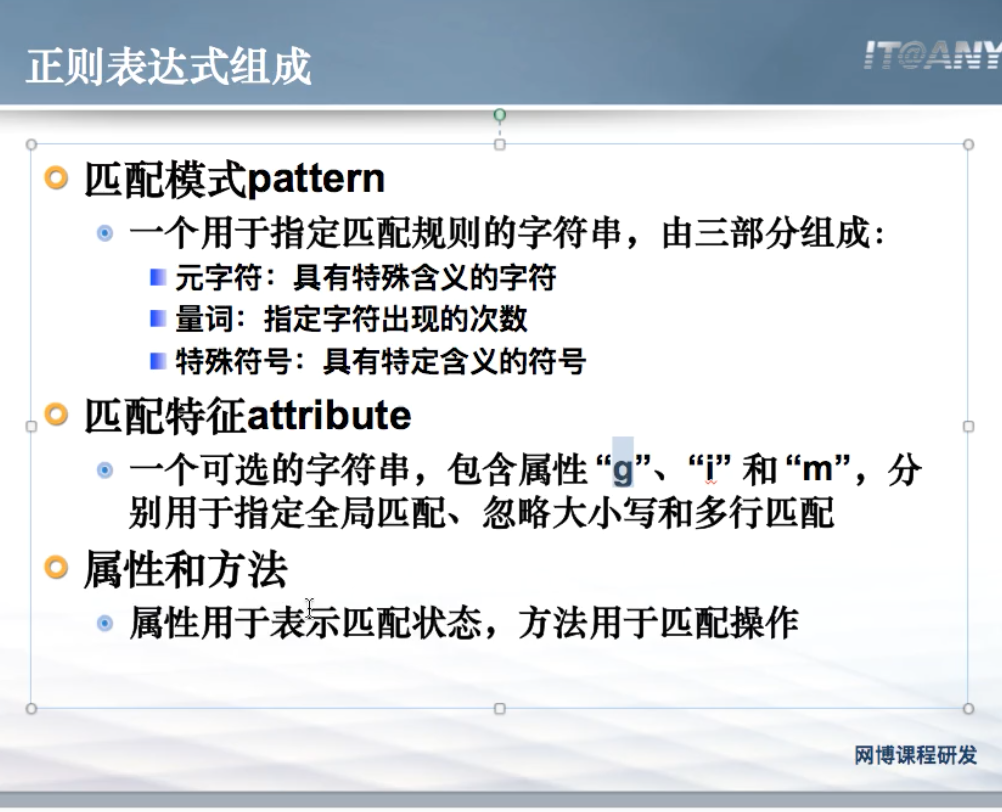 正则表达式组成
IT@ANY
匹配模式pattern
一个用于指定匹配规则的字符串，由三部分组成：
元字符：具有特殊含义的字符
量词：指定字符出现的次数
特殊符号：具有特定含义的符号
匹配特征attribute
一个可选的字符串，包含属性“g”、“i” 和“m”，分
别用于指定全局匹配、忽略大小写和多行匹配
属性和方法
属性用于表示匹配状态，方法用于匹配操作
网博课程研发